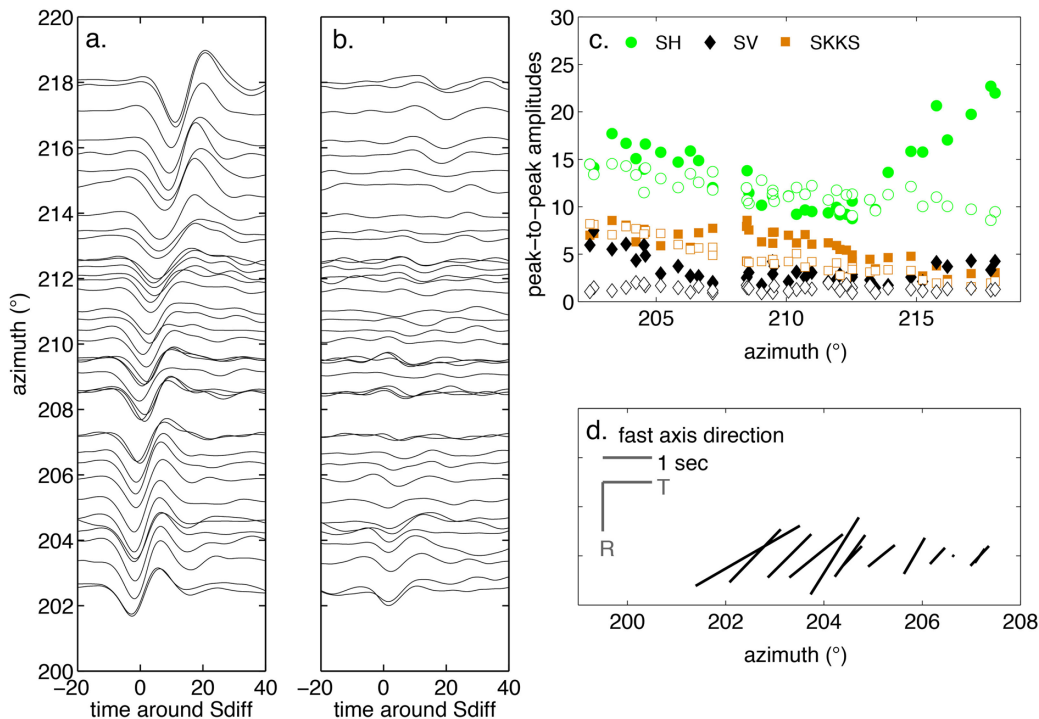 a.
220
218
216
214
212
210
208
206
204
202
200
azimuth (°)
−20 0 20 40
time around Sdiff
b.
−20 0 20 40
time around Sdiff
c.
SH SV SKKS
30
25
20
15
10
5
0
peak−to−peak amplitudes
205 210 215
azimuth (°)
d. fast axis direction
1 sec
T
R
200 202 204 206 208
azimuth (°)